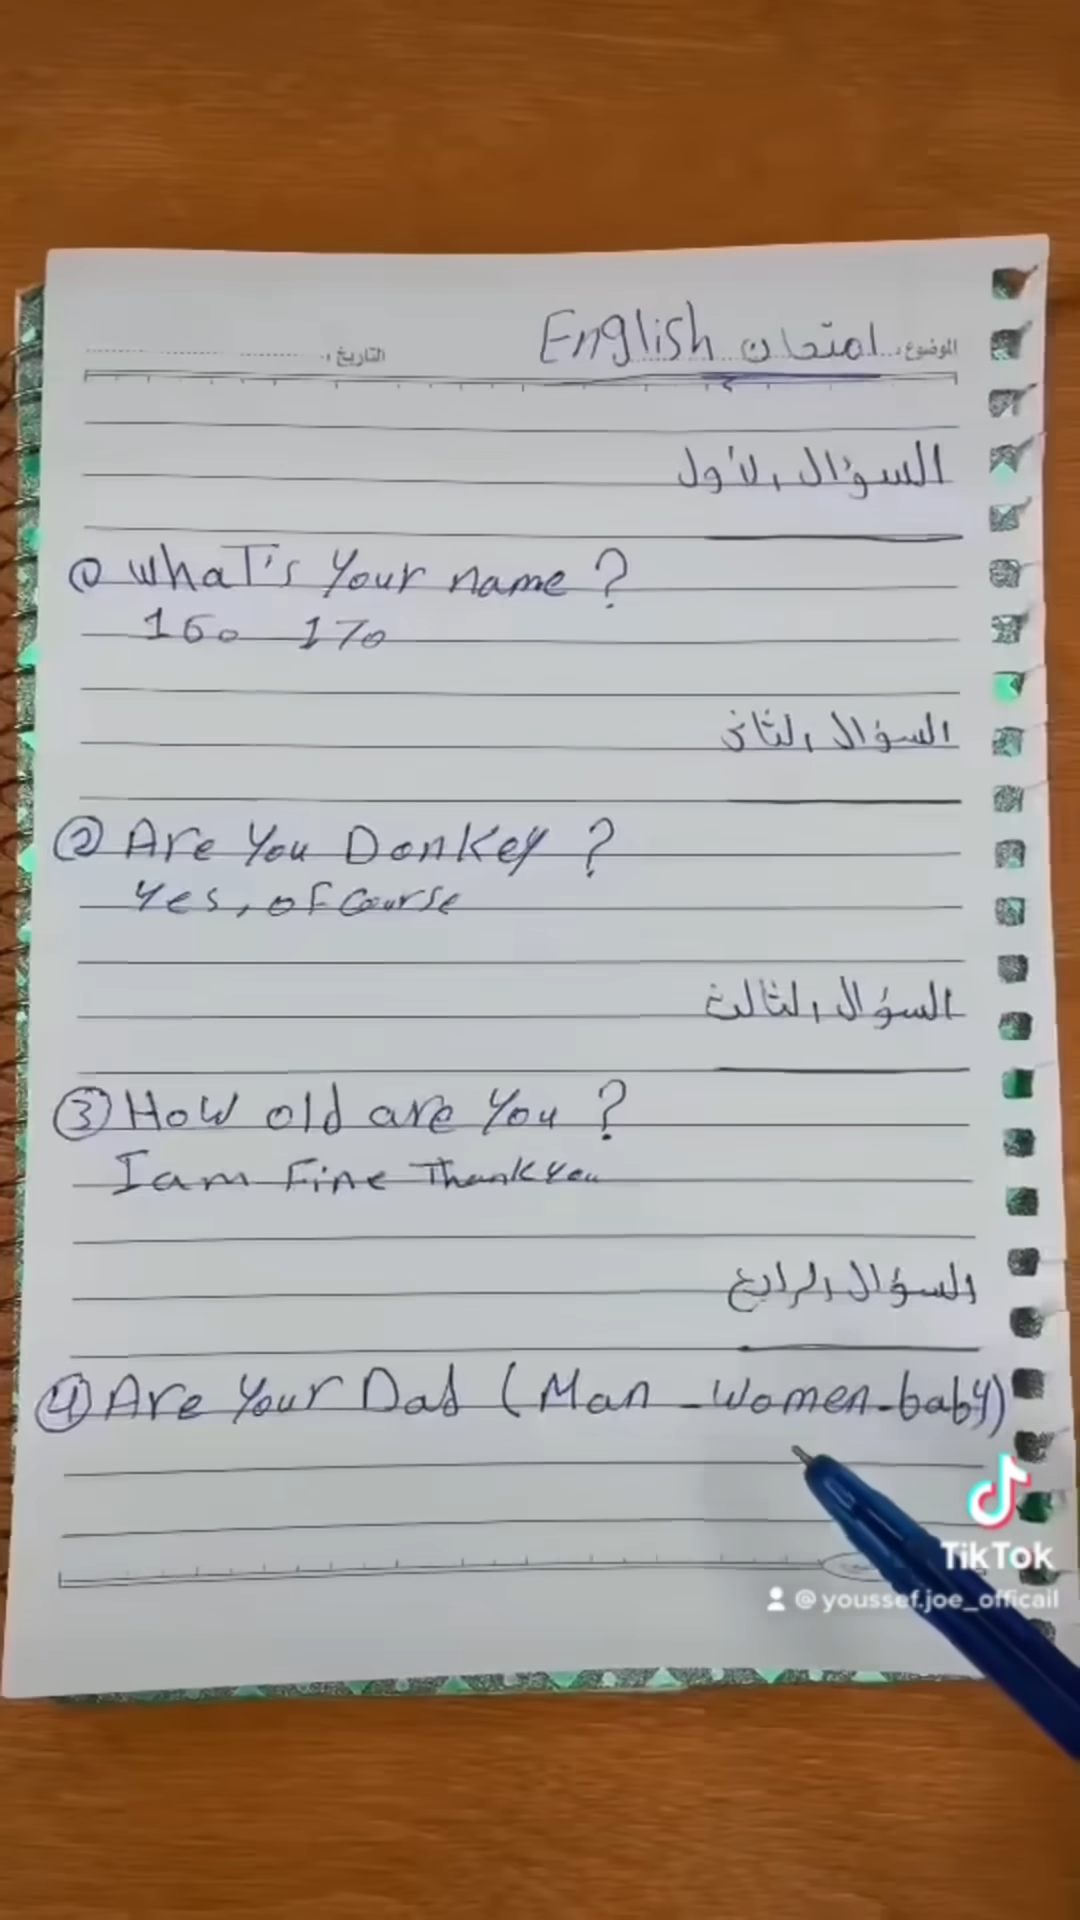 الموضوع: امتحان English
التاريخ:
السؤال الأول
① What's Your name ?
160 170
السؤال الثاني
② Are You Donkey ?
Yes, of Course
السؤال الثالث
③ How old are You ?
I am Fine Thank You
السؤال الرابع
④ Are Your Dad ( Man - Women - baby )
TikTok
@ youssef.joe_officail